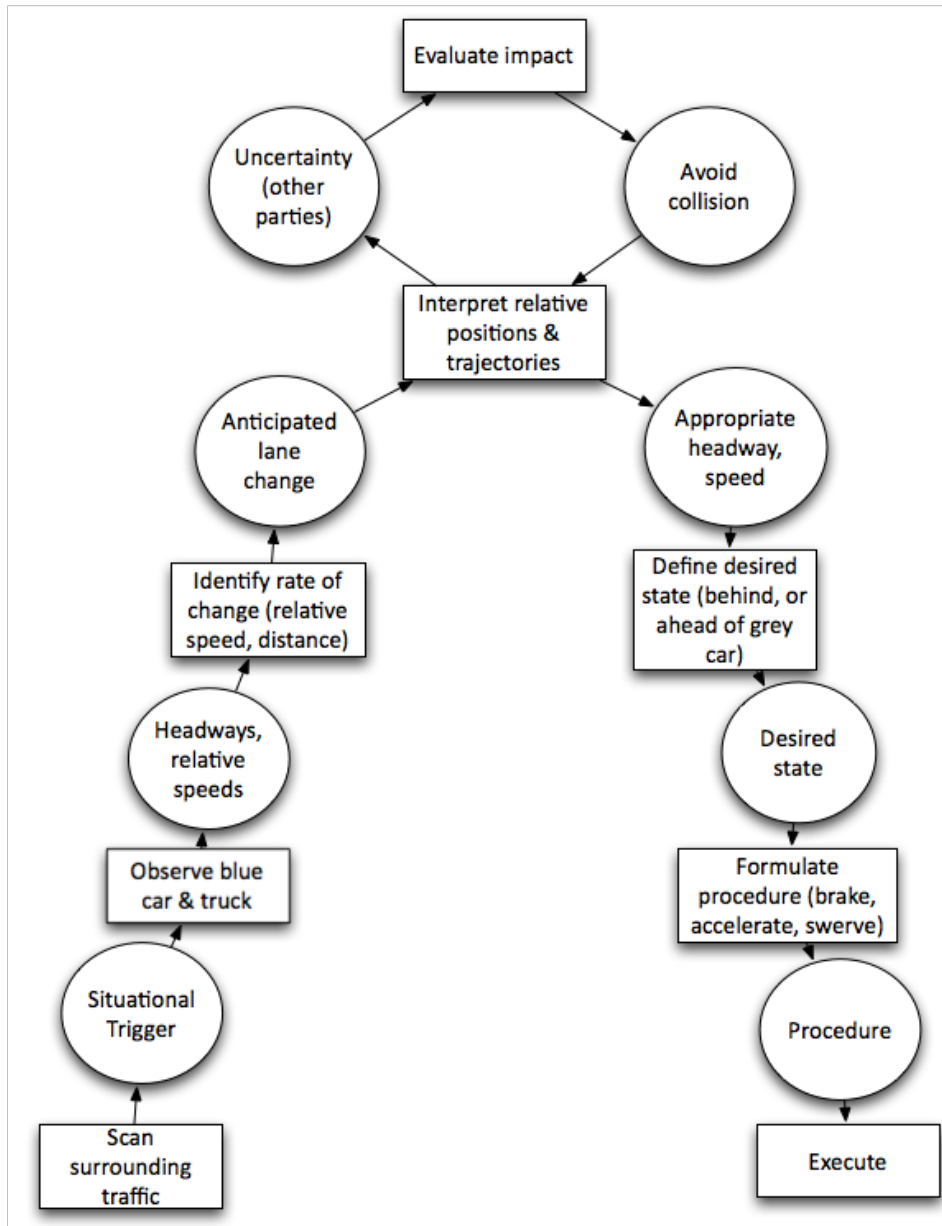 Evaluate impact
Uncertainty
(other
parties)
Avoid
collision
Interpret relative
positions &
trajectories
Anticipated
lane
change
Appropriate
headway,
speed
Identify rate of
change (relative
speed, distance)
Define desired
state (behind, or
ahead of grey
car)
Headways,
relative
speeds
Desired
state
Observe blue
car & truck
Formulate
procedure (brake,
accelerate, swerve)
Situational
Trigger
Procedure
Scan
surrounding
traffic
Execute